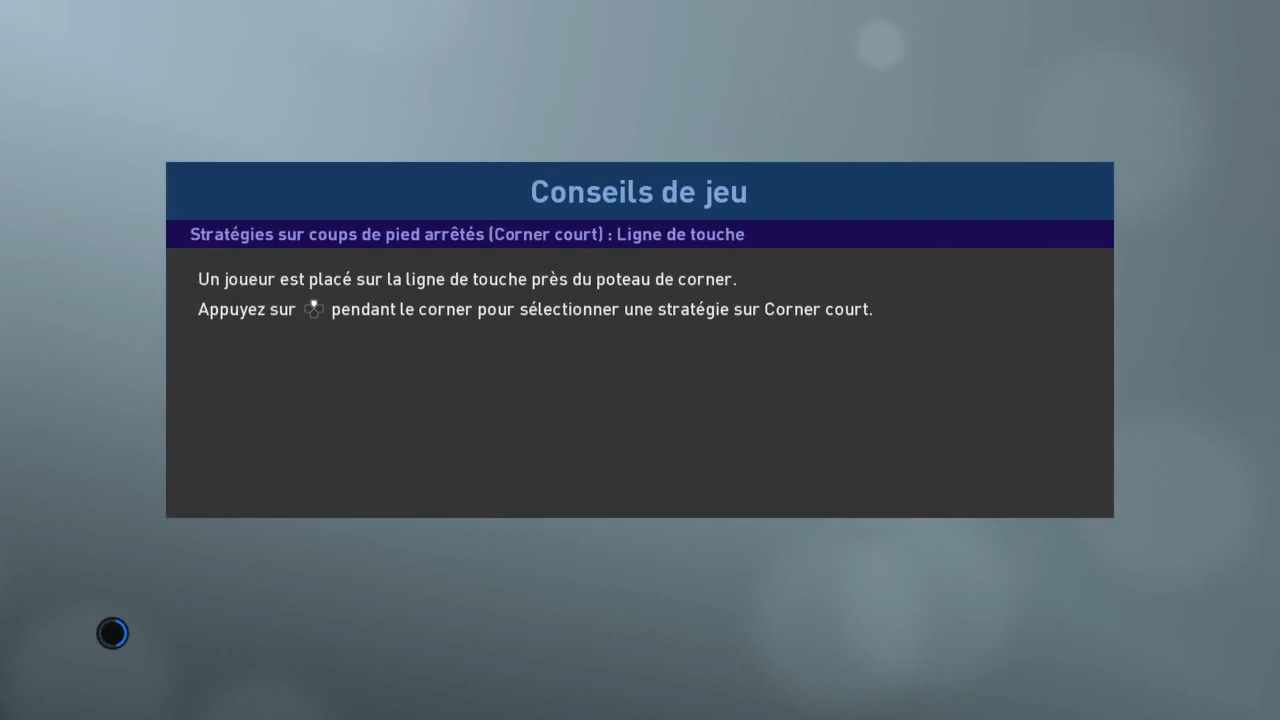 Conseils de jeu
Stratégies sur coups de pied arrêtés (Corner court) : Ligne de touche
Un joueur est placé sur la ligne de touche près du poteau de corner.
Appuyez sur pendant le corner pour sélectionner une stratégie sur Corner court.